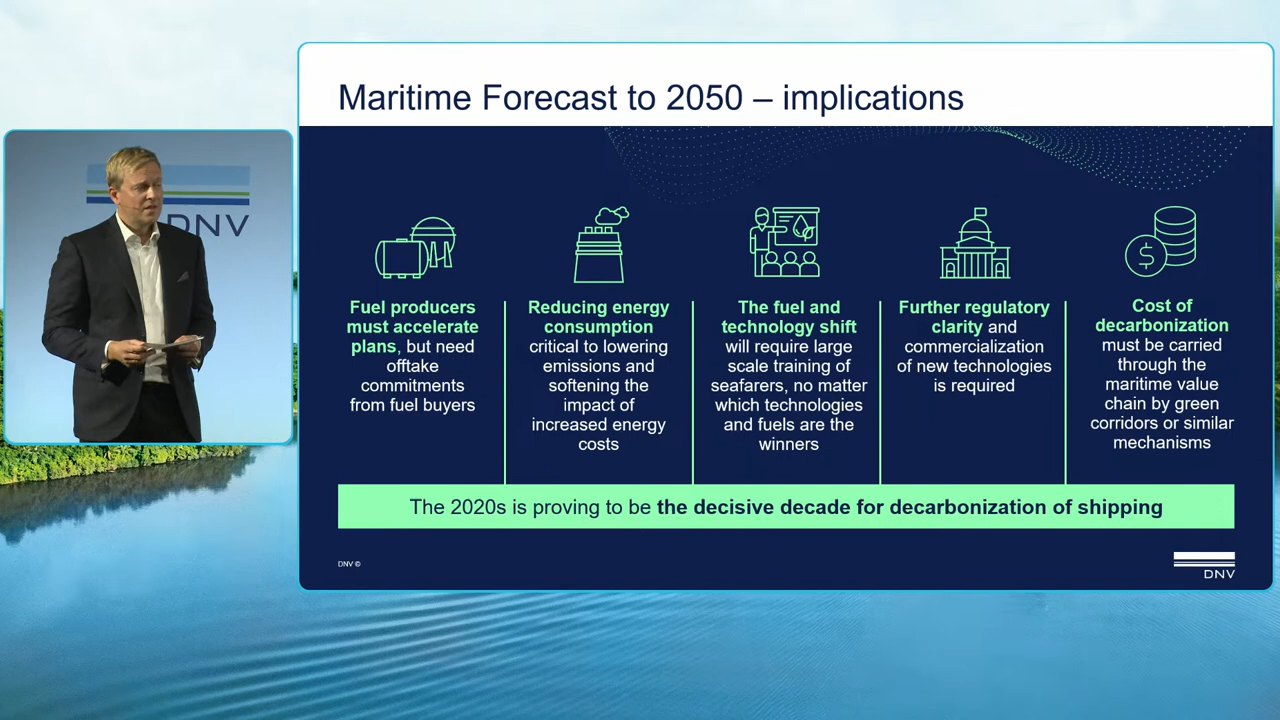 Maritime Forecast to 2050 – implications
DNV
Fuel producers
must accelerate
plans, but need
offtake
commitments
from fuel buyers
Reducing energy
consumption
critical to lowering
emissions and
softening the
impact of
increased energy
costs
The fuel and
technology shift
will require large
scale training of
seafarers, no matter
which technologies
and fuels are the
winners
Further regulatory
clarity and
commercialization
of new technologies
is required
Cost of
decarbonization
must be carried
through the
maritime value
chain by green
corridors or similar
mechanisms
$
The 2020s is proving to be the decisive decade for decarbonization of shipping
DNV ©
DNV